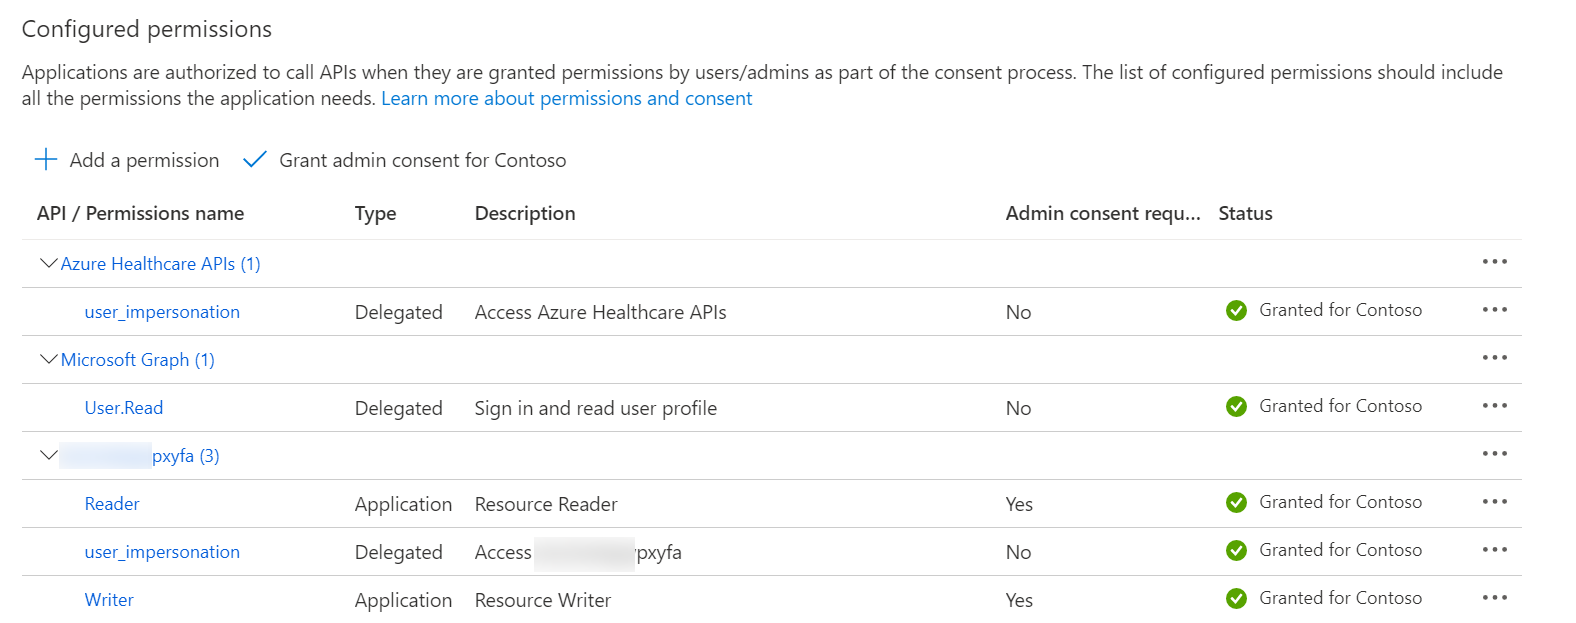 Configured permissions
Applications are authorized to call APIs when they are granted permissions by users/admins as part of the consent process. The list of configured permissions should include
all the permissions the application needs. Learn more about permissions and consent
Add a permission Grant admin consent for Contoso
API / Permissions name Type Description Admin consent requ... Status
Azure Healthcare APIs (1)
user_impersonation Delegated Access Azure Healthcare APIs No Granted for Contoso
Microsoft Graph (1)
User.Read Delegated Sign in and read user profile No Granted for Contoso
pxyfa (3)
Reader Application Resource Reader Yes Granted for Contoso
user_impersonation Delegated Access pxyfa No Granted for Contoso
Writer Application Resource Writer Yes Granted for Contoso